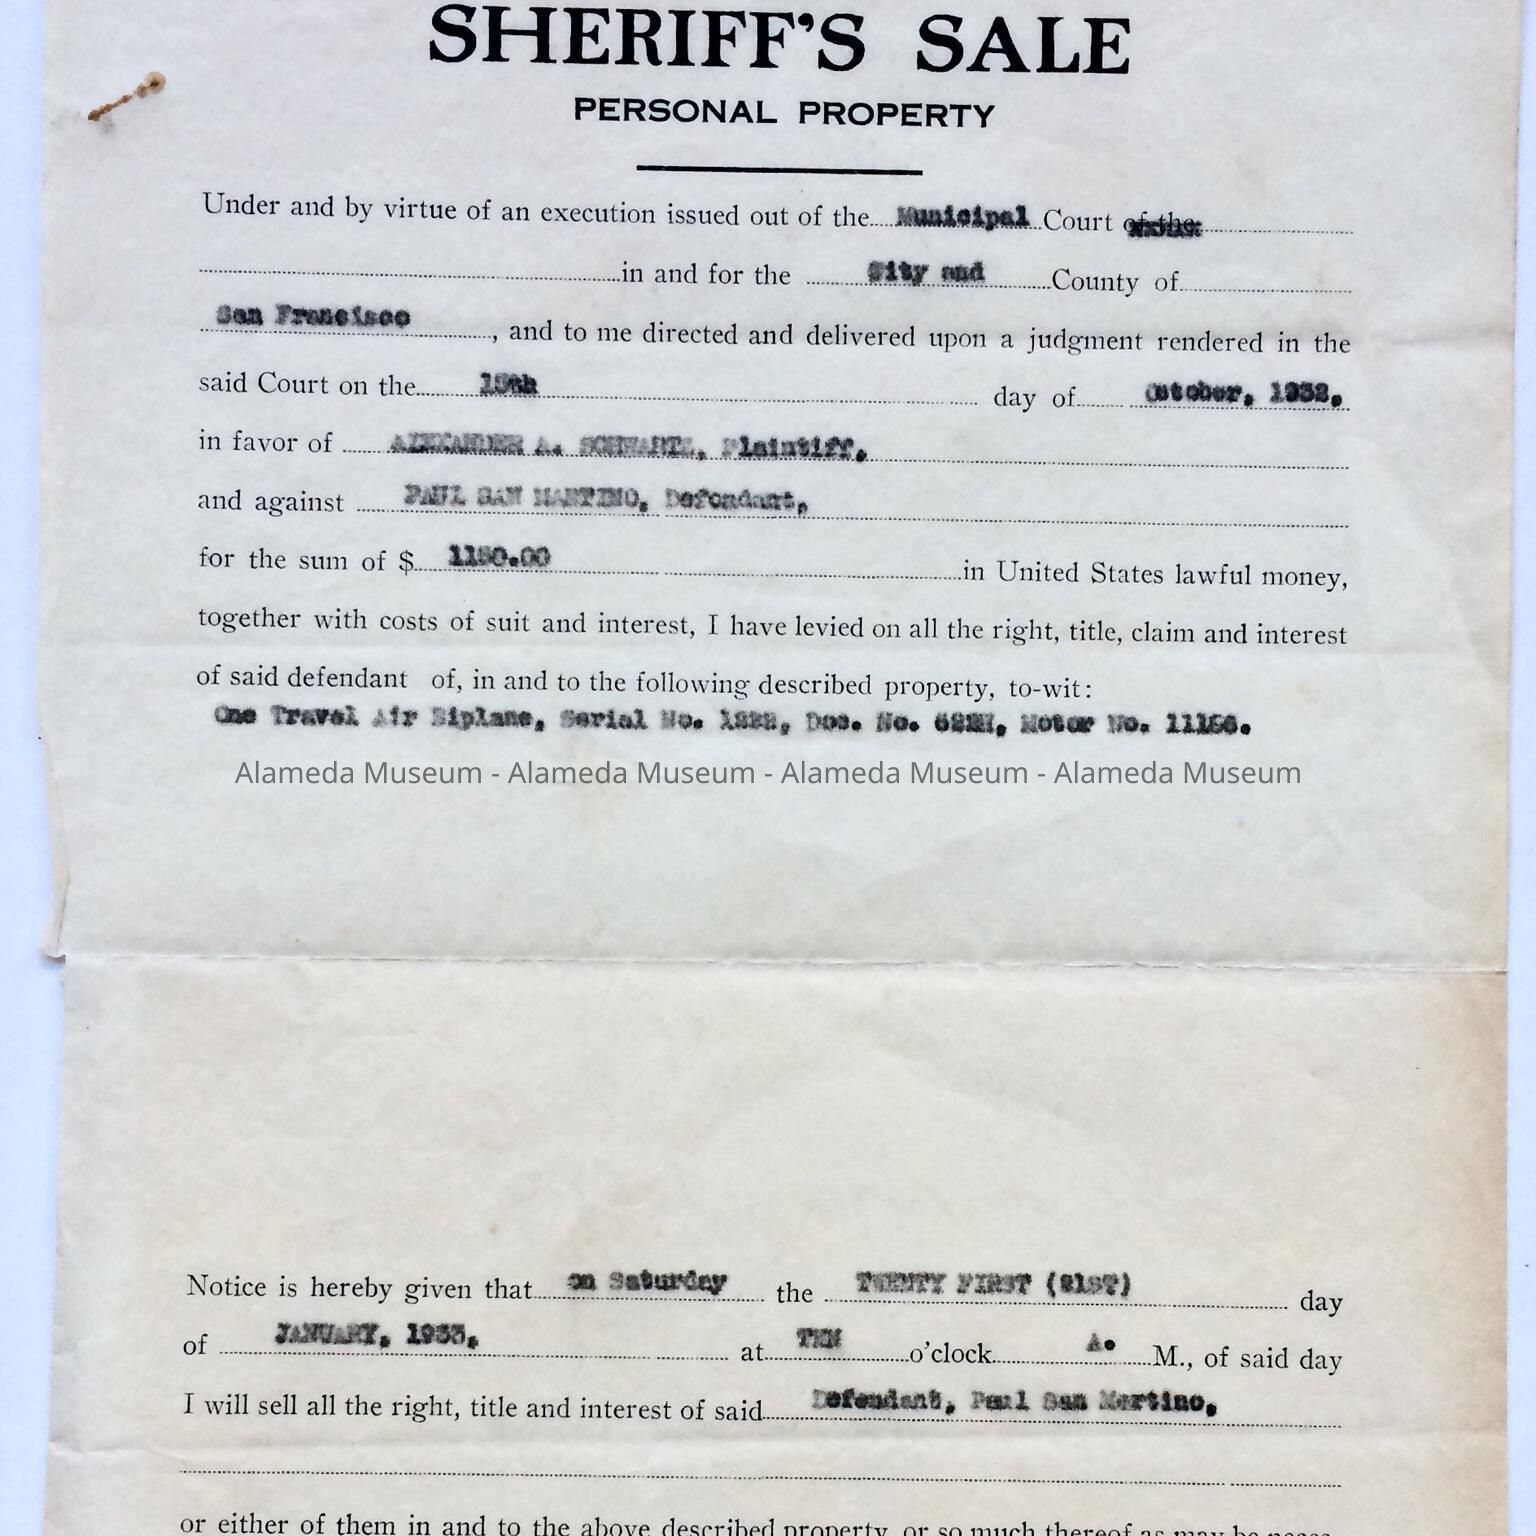 SHERIFF'S SALE
PERSONAL PROPERTY
Under and by virtue of an execution issued out of the Municipal Court of the
in and for the City and County of
San Francisco, and to me directed and delivered upon a judgment rendered in the
said Court on the day of October, 1932,
in favor of ALEXANDER A. SCHWARTZ, Plaintiff,
and against PAUL SAN MARTINO, Defendant,
for the sum of $ 1150.00 in United States lawful money,
together with costs of suit and interest, I have levied on all the right, title, claim and interest
of said defendant of, in and to the following described property, to-wit:
One Travel Air Biplane, Serial No. Doc. No. Motor No.
Alameda Museum - Alameda Museum - Alameda Museum - Alameda Museum
Notice is hereby given that on Saturday the TWENTY FIRST (21ST) day
of JANUARY, 1933, at TEN o'clock A. M., of said day
I will sell all the right, title and interest of said Defendant, Paul San Martino,
or either of them in and to the above described property, or so much thereof as may be neces-